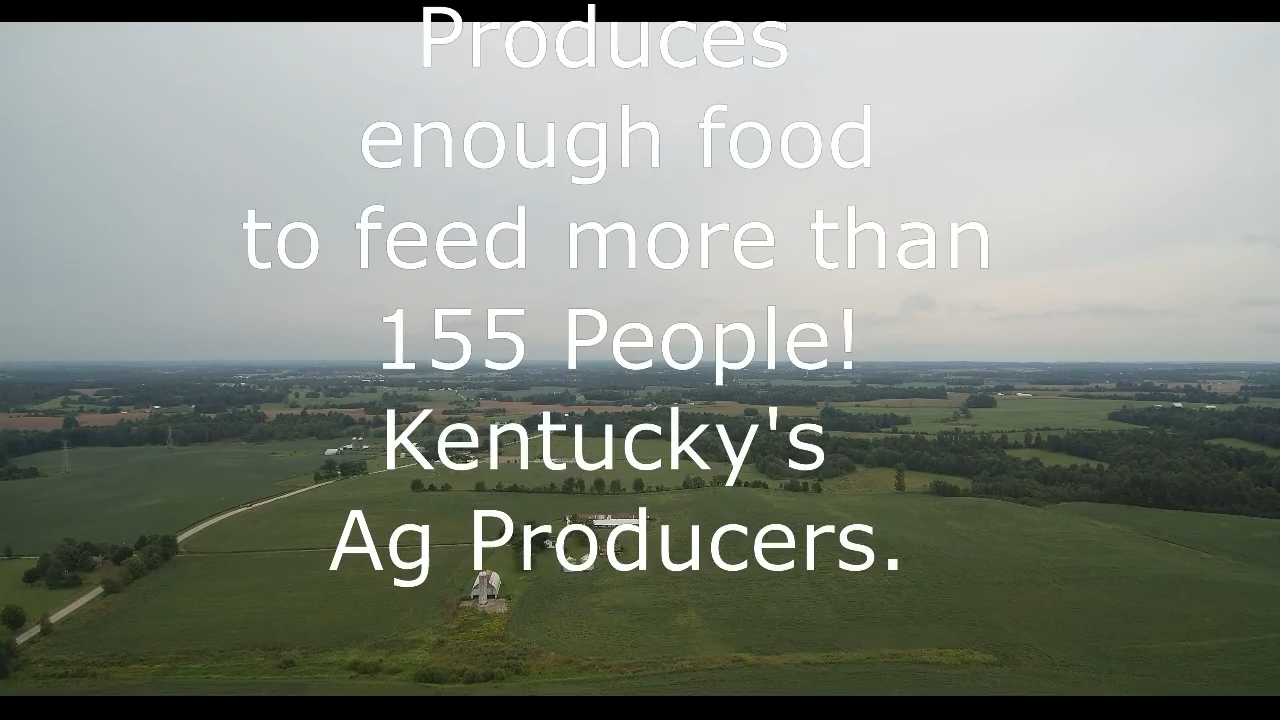 Produces
enough food
to feed more than
155 People!
Kentucky's
Ag Producers.